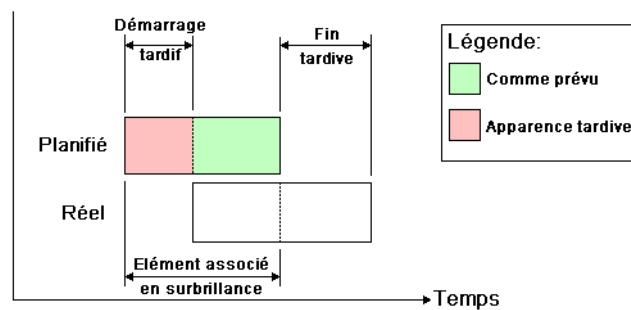 Démarrage
tardif
Fin
tardive
Légende:
Comme prévu
Apparence tardive
Planifié
Réel
Elément associé
en surbrillance
Temps